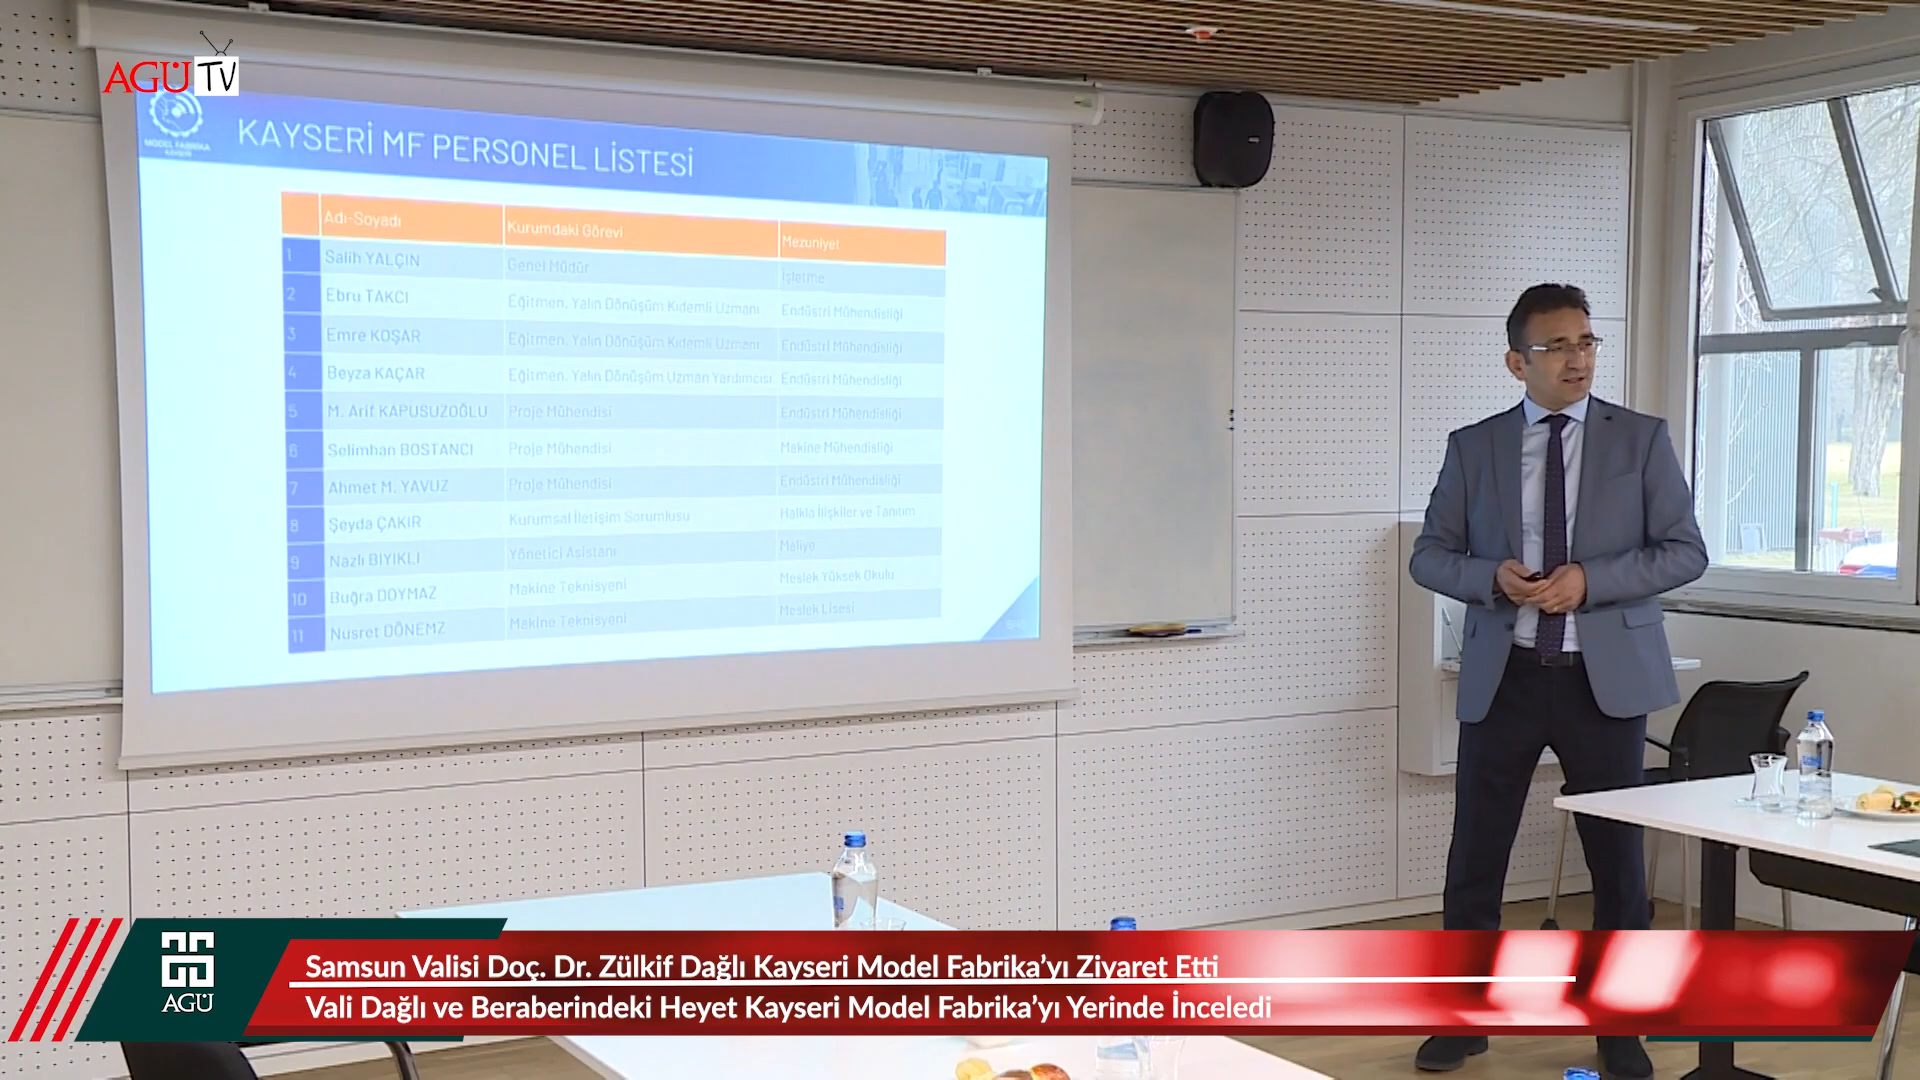 AGÜ TV
MODEL FABRİKA
KAYSERİ
KAYSERİ MF PERSONEL LİSTESİ
Adı-Soyadı Kurumdaki Görevi Mezuniyet
1 Salih YALÇIN Genel Müdür İşletme
2 Ebru TAKCI Eğitmen, Yalın Dönüşüm Kıdemli Uzmanı Endüstri Mühendisliği
3 Emre KOŞAR Eğitmen, Yalın Dönüşüm Kıdemli Uzmanı Endüstri Mühendisliği
4 Beyza KAÇAR Eğitmen, Yalın Dönüşüm Uzman Yardımcısı Endüstri Mühendisliği
5 M. Arif KAPUSUZOĞLU Proje Mühendisi Endüstri Mühendisliği
6 Selimhan BOSTANCI Proje Mühendisi Makine Mühendisliği
7 Ahmet M. YAVUZ Proje Mühendisi Endüstri Mühendisliği
8 Şeyda ÇAKIR Kurumsal İletişim Sorumlusu Halkla İlişkiler ve Tanıtım
9 Nazlı BIYIKLI Yönetici Asistanı Maliye
10 Buğra DOYMAZ Makine Teknisyeni Meslek Yüksek Okulu
11 Nusret DÖNEMZ Makine Teknisyeni Meslek Lisesi
AGÜ
Samsun Valisi Doç. Dr. Zülkif Dağlı Kayseri Model Fabrika’yı Ziyaret Etti
Vali Dağlı ve Beraberindeki Heyet Kayseri Model Fabrika’yı Yerinde İnceledi